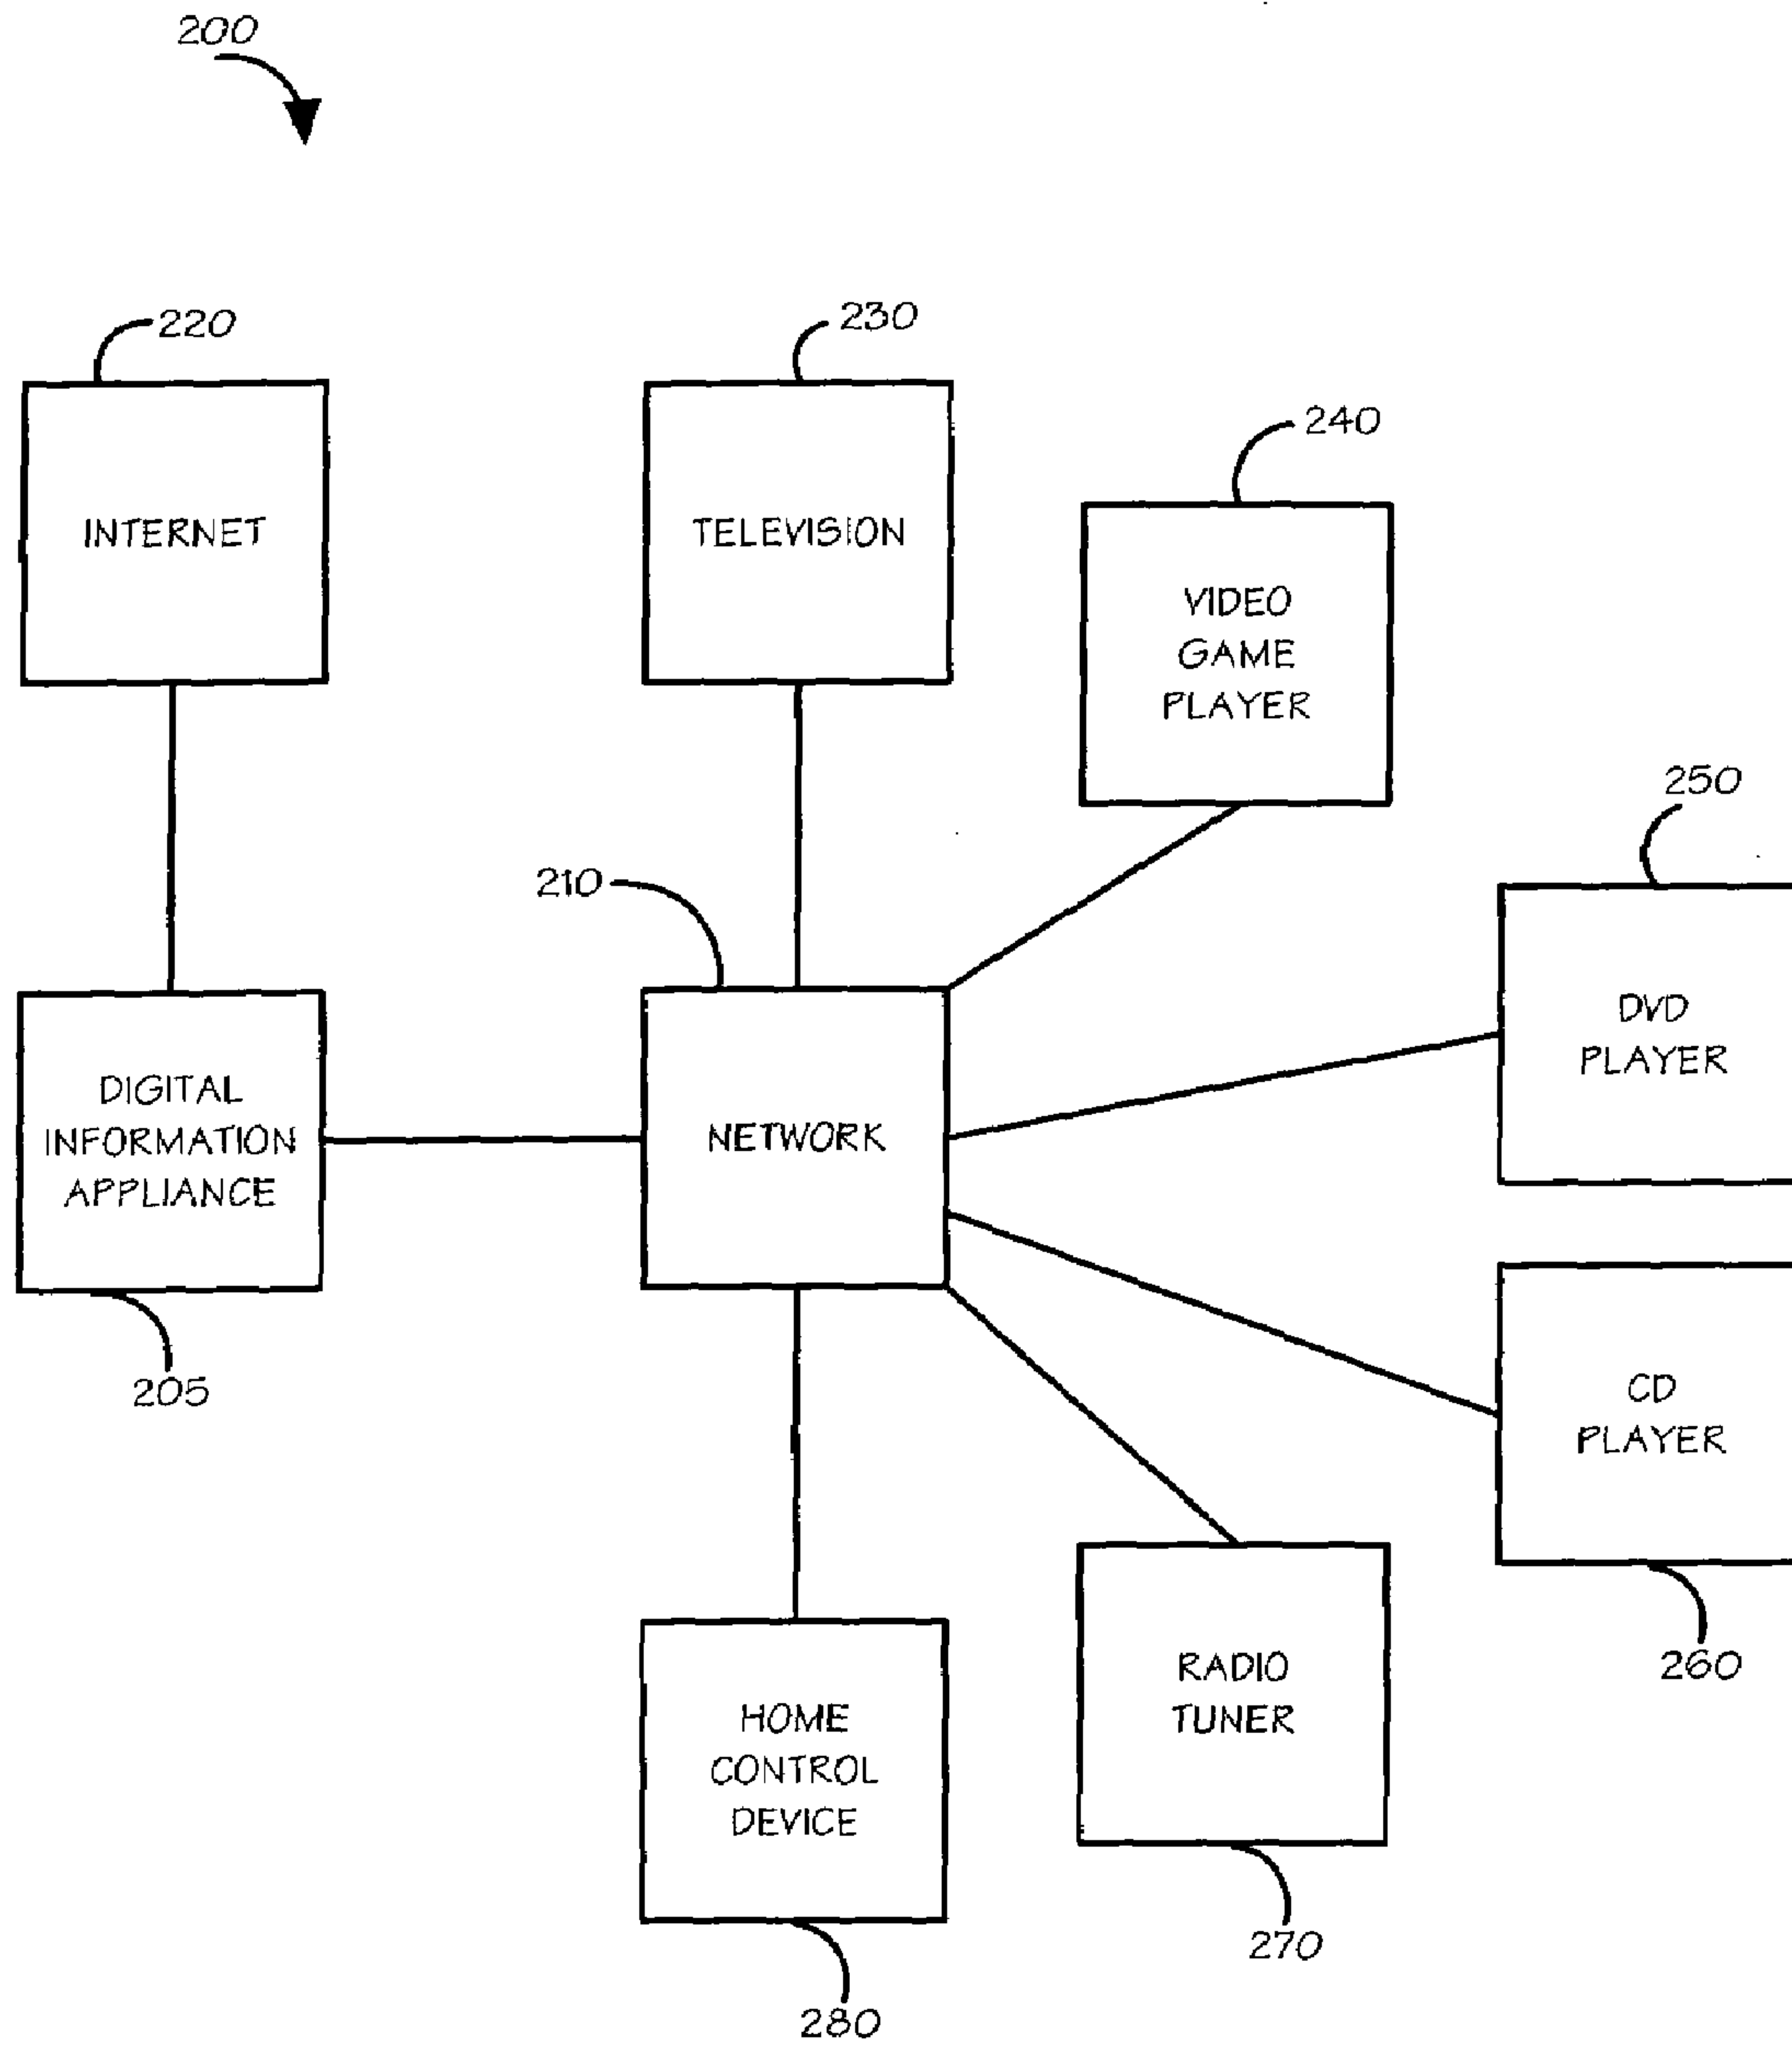 200
220
230
240
INTERNET
TELEVISION
VIDEO
GAME
PLAYER
250
210
DVD
PLAYER
DIGITAL
INFORMATION
APPLIANCE
NETWORK
205
CD
PLAYER
260
HOME
CONTROL
DEVICE
RADIO
TUNER
270
280